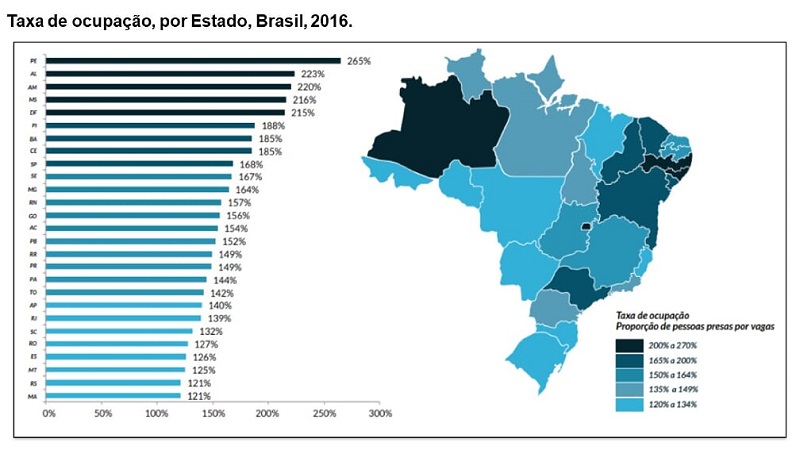 Taxa de ocupação, por Estado, Brasil, 2016.
PE 265%
AL 223%
AM 220%
MS 216%
DF 215%
PI 188%
BA 185%
CE 185%
SP 168%
SE 167%
MG 164%
RN 157%
GO 156%
AC 154%
PB 152%
RR 149%
PR 149%
PA 144%
TO 142%
AP 140%
RJ 139%
SC 132%
RO 127%
ES 126%
MT 125%
RS 121%
MA 121%
0% 50% 100% 150% 200% 250% 300%
Taxa de ocupação
Proporção de pessoas presas por vagas
200% a 270%
165% a 200%
150% a 164%
135% a 149%
120% a 134%